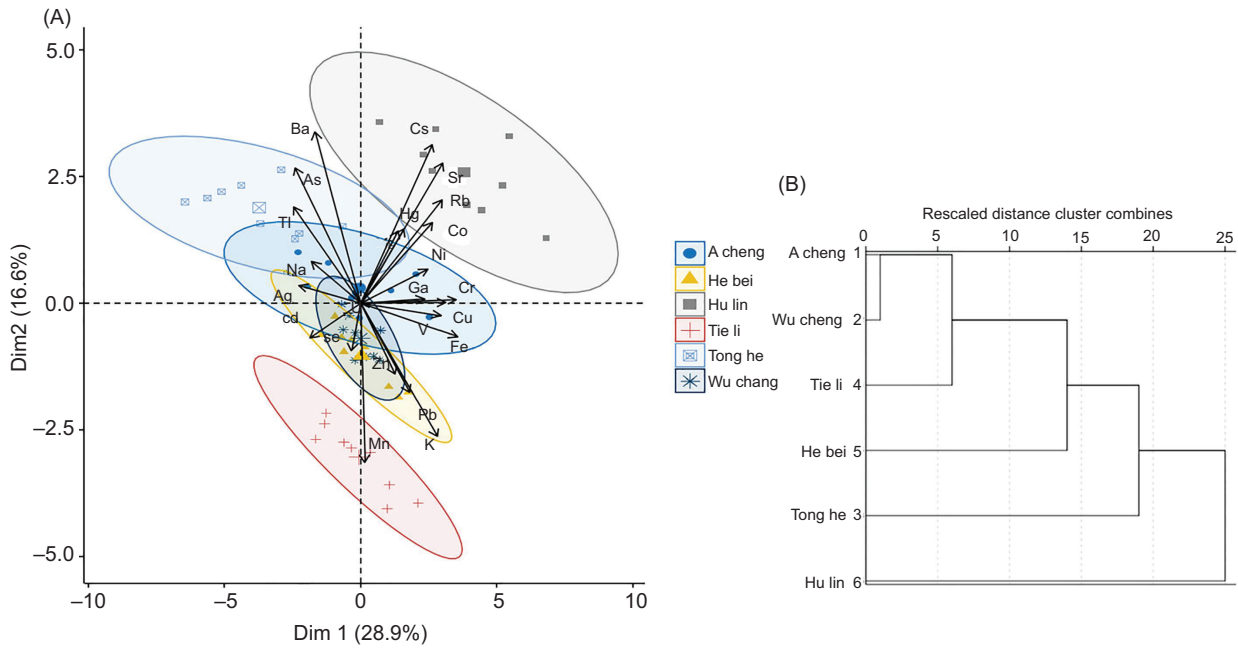 (A)
5.0
2.5
0.0
–2.5
–5.0
Dim2 (16.6%)
–10
–5
0
5
10
Dim 1 (28.9%)
Ba
Cs
As
Sr
Rb
Tl
Hg
Co
Ni
Na
Ga
Cr
Ag
Cu
cd
V
Fe
se
Zn
Pb
Mn
K
A cheng
He bei
Hu lin
Tie li
Tong he
Wu chang
(B)
Rescaled distance cluster combines
0 5 10 15 20 25
A cheng 1
Wu cheng 2
Tie li 4
He bei 5
Tong he 3
Hu lin 6